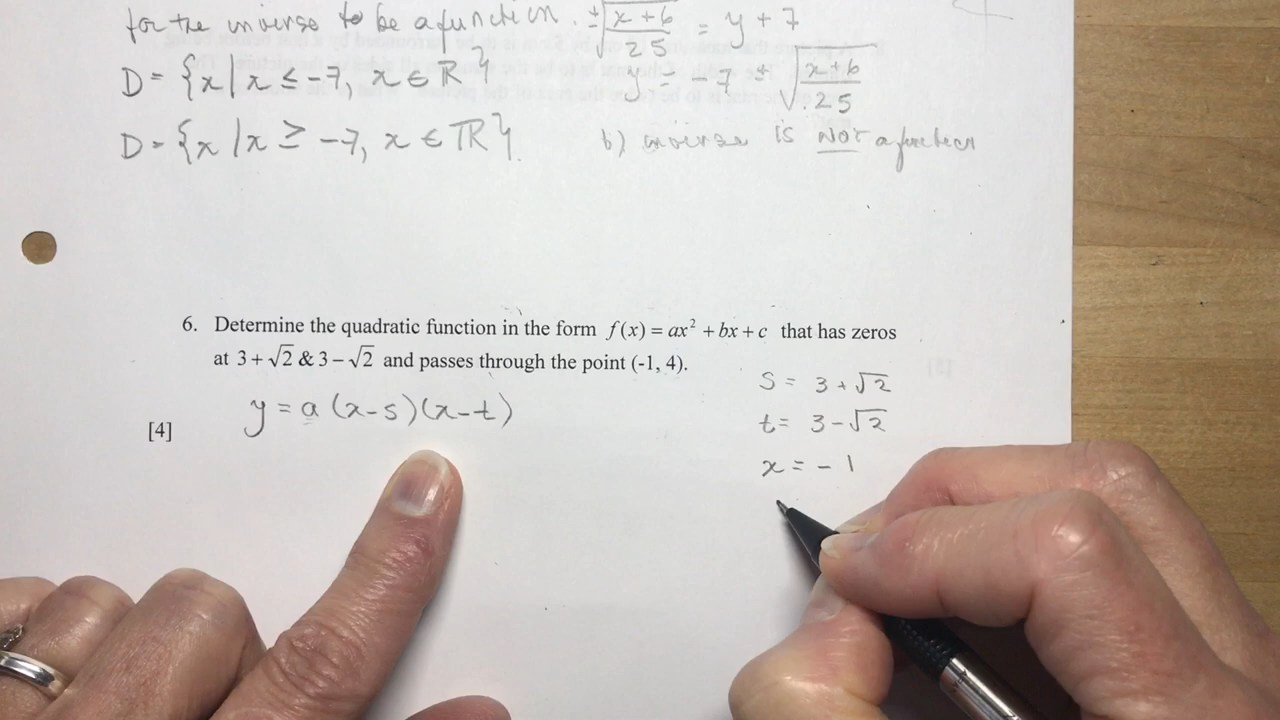 for the inverse to be a function. ±√(x+6)/25 = y + 7
D = {x | x ≤ -7, x ∈ ℝ}
y = -7 ± √(x+6)/25
D = {x | x ≥ -7, x ∈ ℝ}.
b) inverse is NOT a function
6. Determine the quadratic function in the form f(x) = ax² + bx + c that has zeros
at 3 + √2 & 3 – √2 and passes through the point (-1, 4).
S = 3 + √2
y = a (x-s)(x-t)
t = 3 - √2
[4]
x = - 1